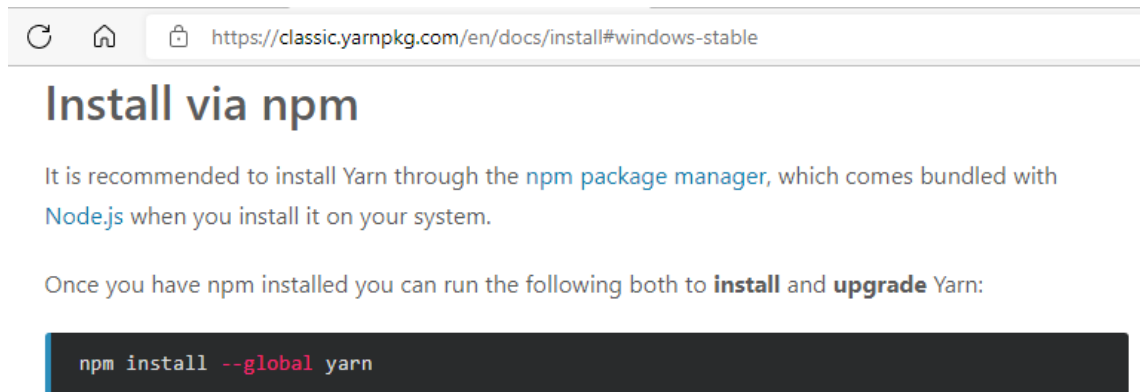 https://classic.yarnpkg.com/en/docs/install#windows-stable
Install via npm
It is recommended to install Yarn through the npm package manager, which comes bundled with
Node.js when you install it on your system.
Once you have npm installed you can run the following both to install and upgrade Yarn:
npm install --global yarn